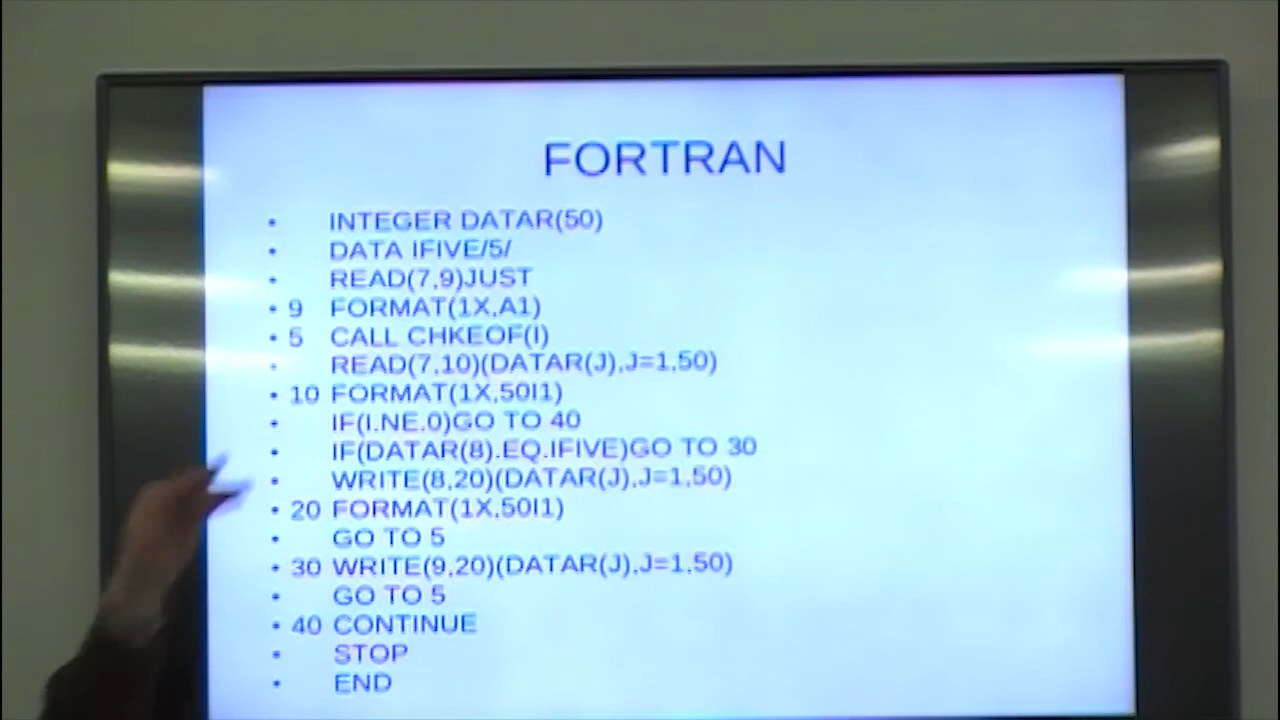 FORTRAN
• INTEGER DATAR(50)
• DATA IFIVE/5/
• READ(7,9)JUST
• 9 FORMAT(1X,A1)
• 5 CALL CHKEOF(I)
• READ(7,10)(DATAR(J),J=1,50)
• 10 FORMAT(1X,50I1)
• IF(I.NE.0)GO TO 40
• IF(DATAR(8).EQ.IFIVE)GO TO 30
• WRITE(8,20)(DATAR(J),J=1,50)
• 20 FORMAT(1X,50I1)
• GO TO 5
• 30 WRITE(9,20)(DATAR(J),J=1,50)
• GO TO 5
• 40 CONTINUE
• STOP
• END